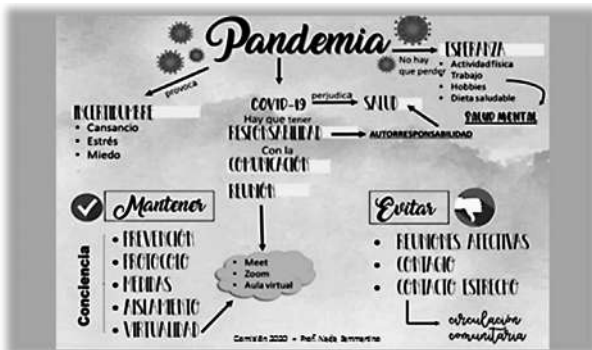 Pandemia
provoca
No hay
que perder
ESPERANZA
• Actividad física
• Trabajo
• Hobbies
• Dieta saludable
SALUD MENTAL
INCERTIDUMBRE
• Cansancio
• Estrés
• Miedo
COVID-19
perjudica
SALUD
Hay que tener
RESPONSABILIDAD
AUTORRESPONSABILIDAD
Con la
COMUNICACIÓN
REUNIÓN
Mantener
Conciencia
• PREVENCIÓN
• PROTOCOLO
• MEDIDAS
• AISLAMIENTO
• VIRTUALIDAD
• Meet
• Zoom
• Aula virtual
Evitar
• REUNIONES AFECTIVAS
• CONTAGIO
• CONTACTO ESTRECHO
circulación
comunitaria
Comisión 2020 • Prof. Nadia